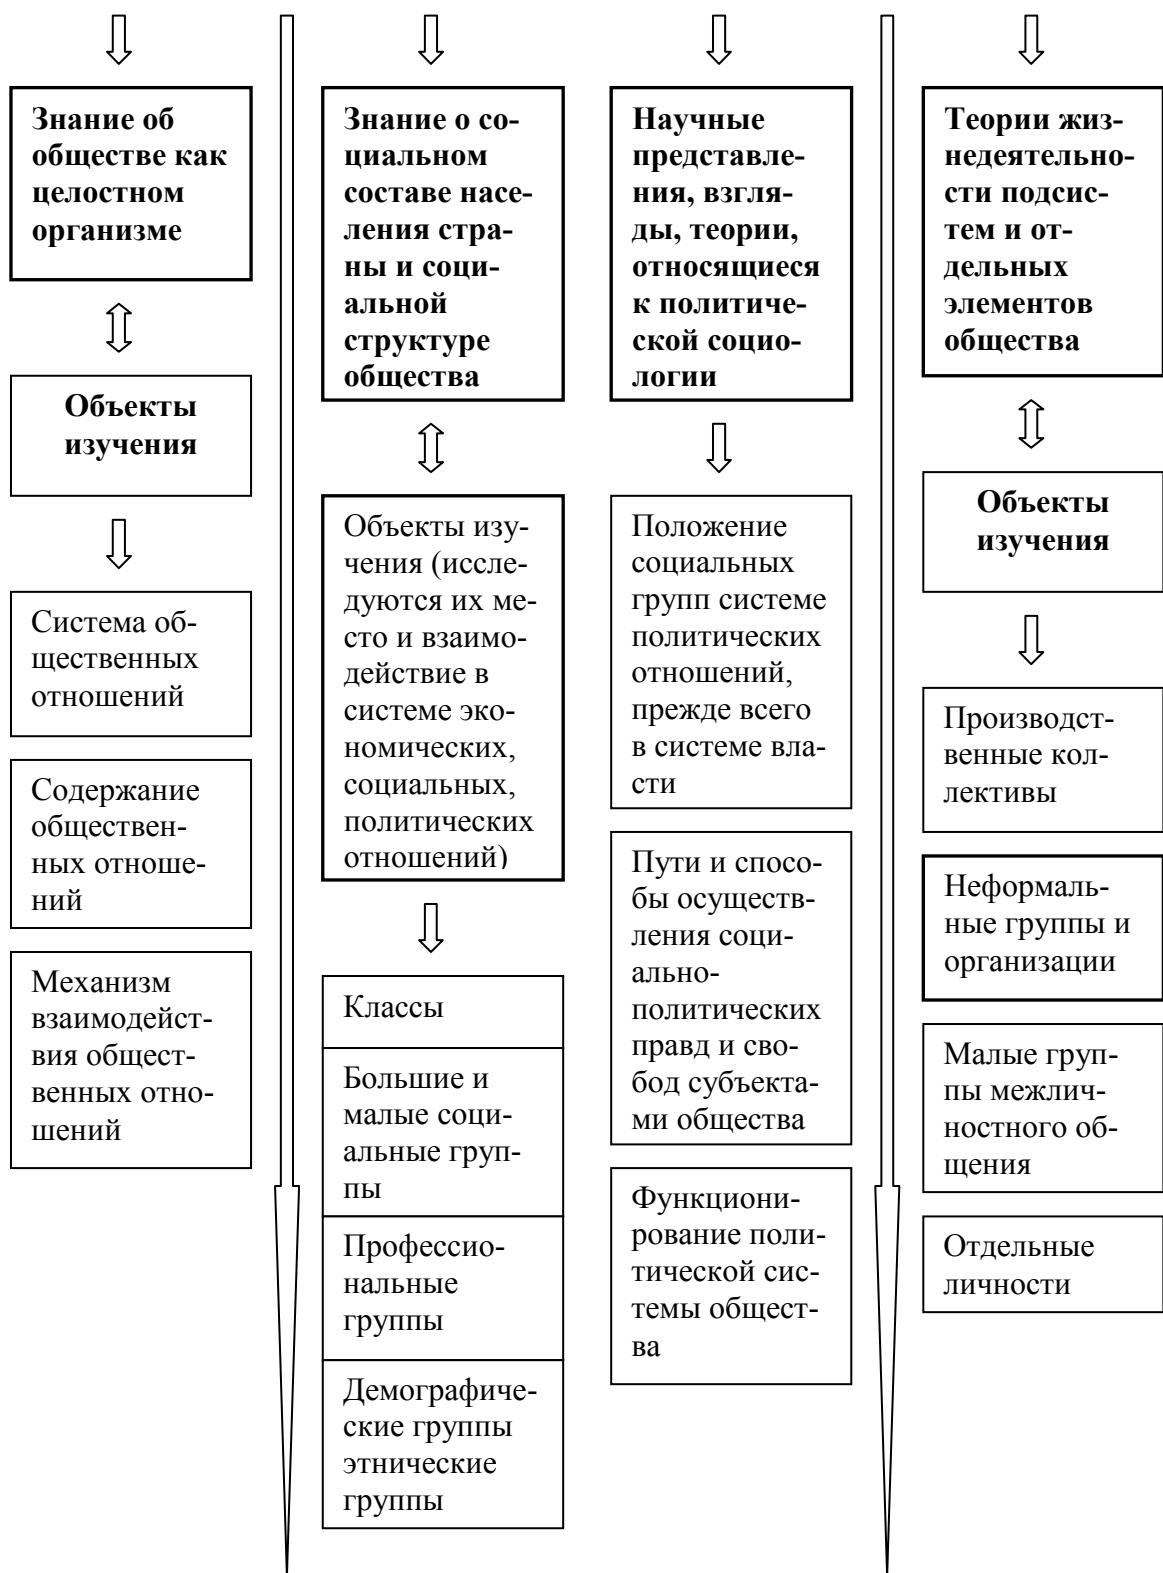 Знание об
обществе как
целостном
организме
Объекты
изучения
Система об-
щественных
отношений
Содержание
обществен-
ных отноше-
ний
Механизм
взаимодейст-
вия общест-
венных отно-
шений
Знание о со-
циальном
составе насе-
ления стра-
ны и соци-
альной
структуре
общества
Объекты изу-
чения (иссле-
дуются их ме-
сто и взаимо-
действие в
системе эко-
номических,
социальных,
политических
отношений)
Классы
Большие и
малые соци-
альные груп-
пы
Профессио-
нальные
группы
Демографиче-
ские группы
этнические
группы
Научные
представле-
ния, взгля-
ды, теории,
относящиеся
к политиче-
ской социо-
логии
Положение
социальных
групп системе
политических
отношений,
прежде всего
в системе вла-
сти
Пути и спосо-
бы осуществ-
ления соци-
ально-
политических
правд и сво-
бод субъекта-
ми общества
Функциони-
рование поли-
тической сис-
темы общест-
ва
Теории жиз-
недеятельно-
сти подсис-
тем и от-
дельных
элементов
общества
Объекты
изучения
Производст-
венные кол-
лективы
Неформаль-
ные группы и
организации
Малые груп-
пы межлич-
ностного об-
щения
Отдельные
личности